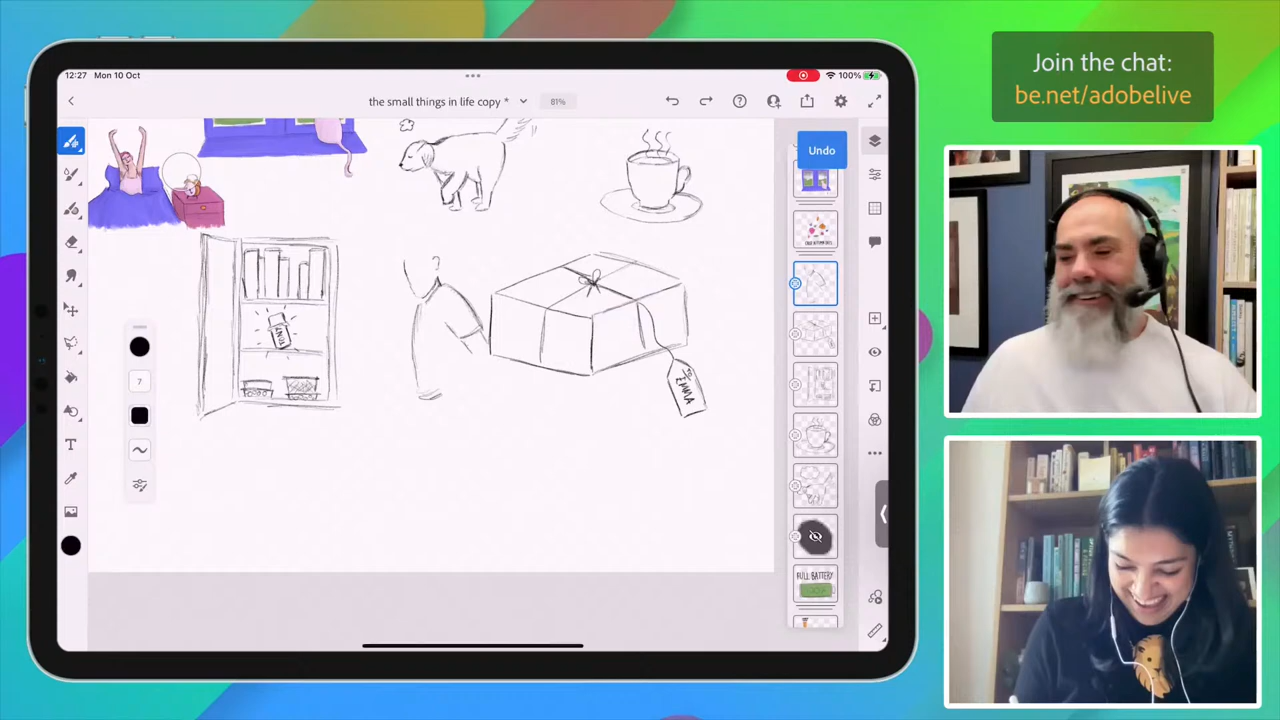 12:27 Mon 10 Oct
100%
the small things in life copy *
81%
Undo
7
TO
EMMA
FULL BATTERY
Join the chat:
be.net/adobelive